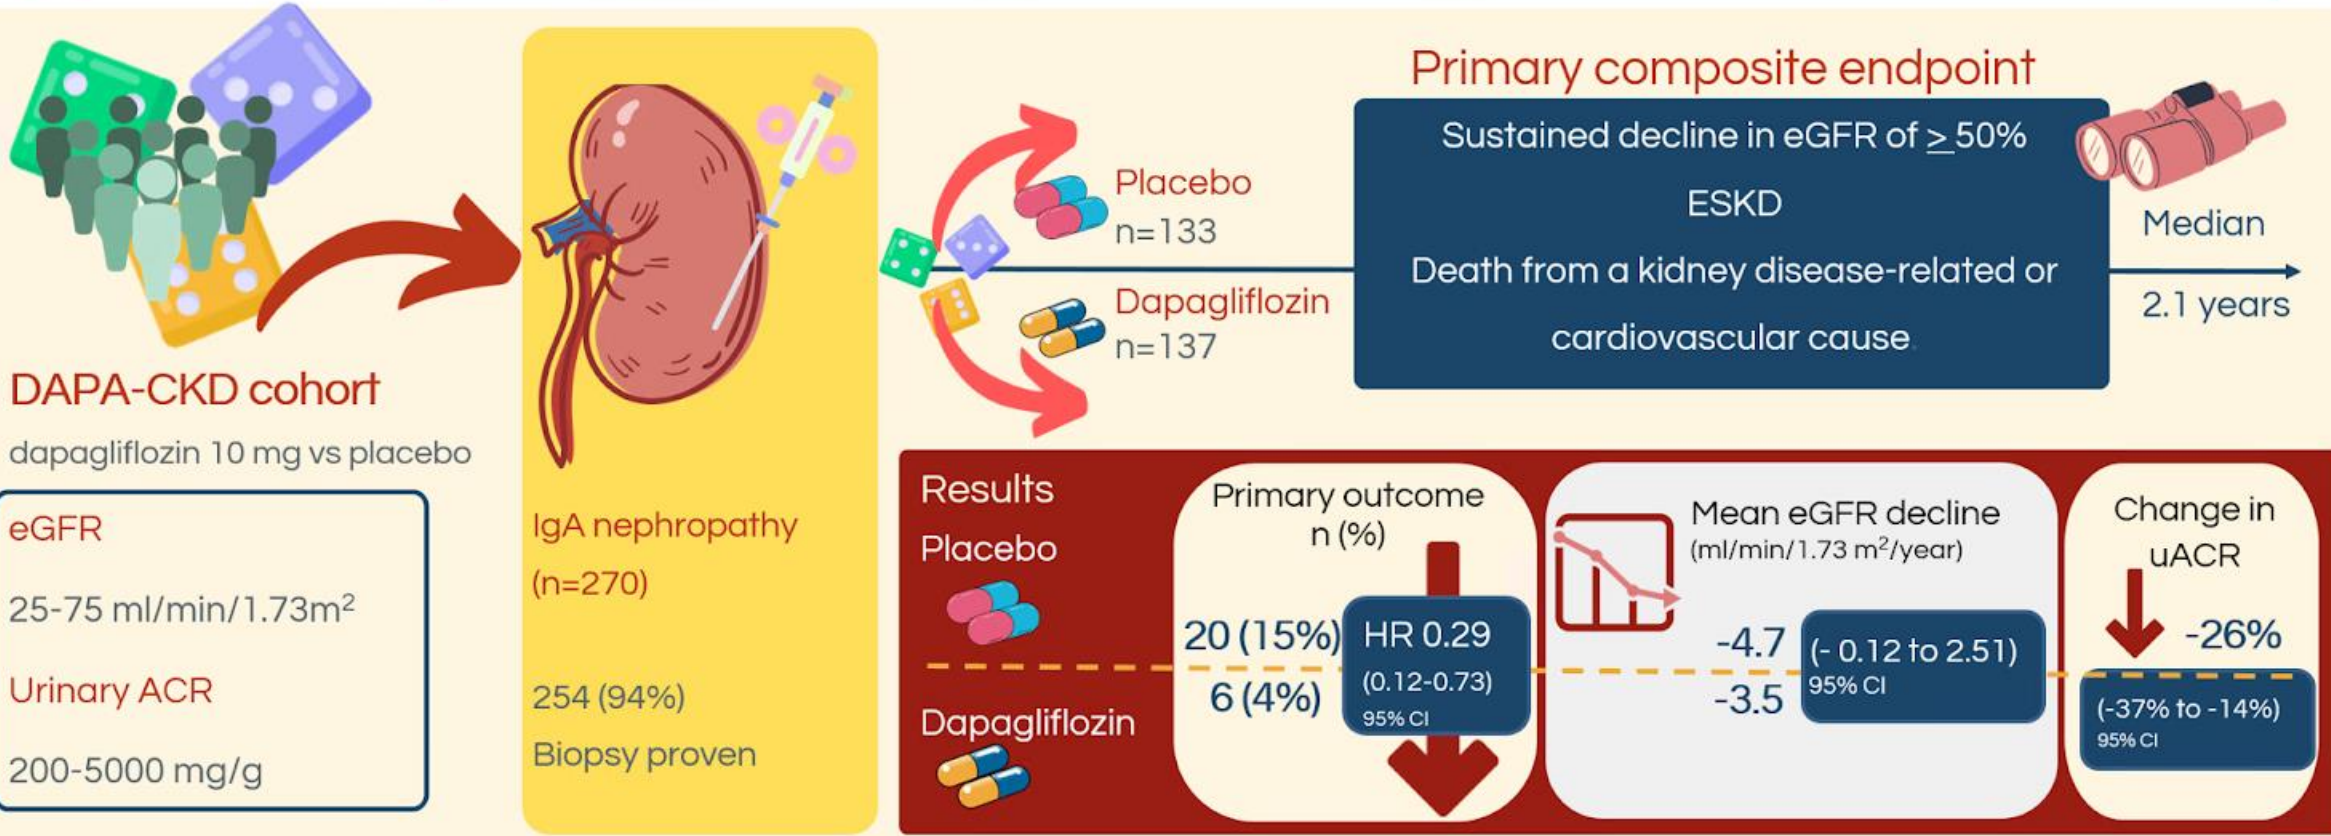 DAPA-CKD cohort
dapagliflozin 10 mg vs placebo
eGFR
25-75 ml/min/1.73m²
Urinary ACR
200-5000 mg/g
IgA nephropathy
(n=270)
254 (94%)
Biopsy proven
Placebo
n=133
Dapagliflozin
n=137
Primary composite endpoint
Sustained decline in eGFR of ≥ 50%
ESKD
Death from a kidney disease-related or
cardiovascular cause.
Median
2.1 years
Results
Placebo
Dapagliflozin
Primary outcome
n (%)
20 (15%)
6 (4%)
HR 0.29
(0.12-0.73)
95% CI
Mean eGFR decline
(ml/min/1.73 m²/year)
-4.7
-3.5
(- 0.12 to 2.51)
95% CI
Change in
uACR
-26%
(-37% to -14%)
95% CI